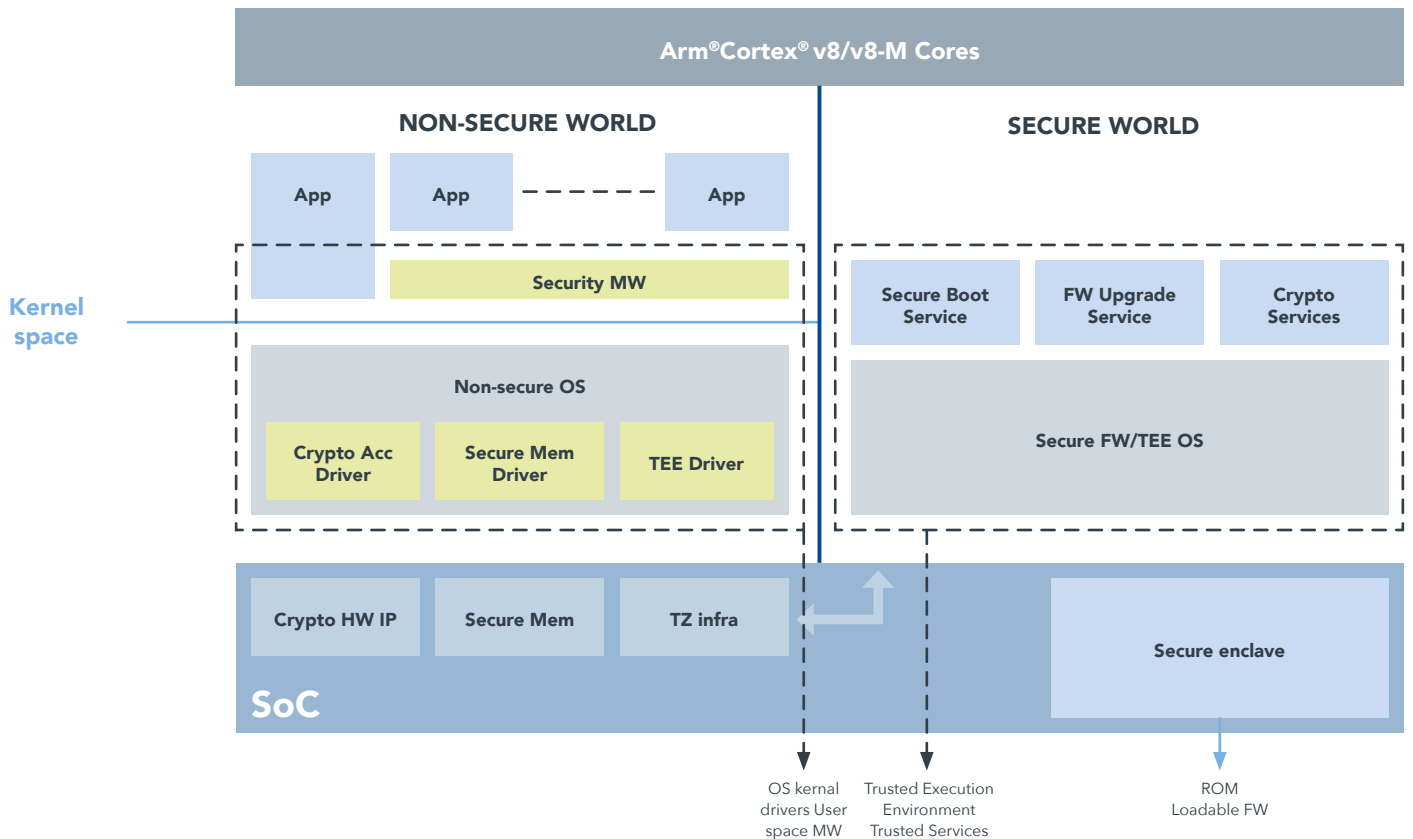 Arm®Cortex® v8/v8-M Cores
NON-SECURE WORLD
SECURE WORLD
App
App
App
Security MW
Kernel
space
Secure Boot
Service
FW Upgrade
Service
Crypto
Services
Non-secure OS
Crypto Acc
Driver
Secure Mem
Driver
TEE Driver
Secure FW/TEE OS
Crypto HW IP
Secure Mem
TZ infra
Secure enclave
SoC
OS kernal
drivers User
space MW
Trusted Execution
Environment
Trusted Services
ROM
Loadable FW